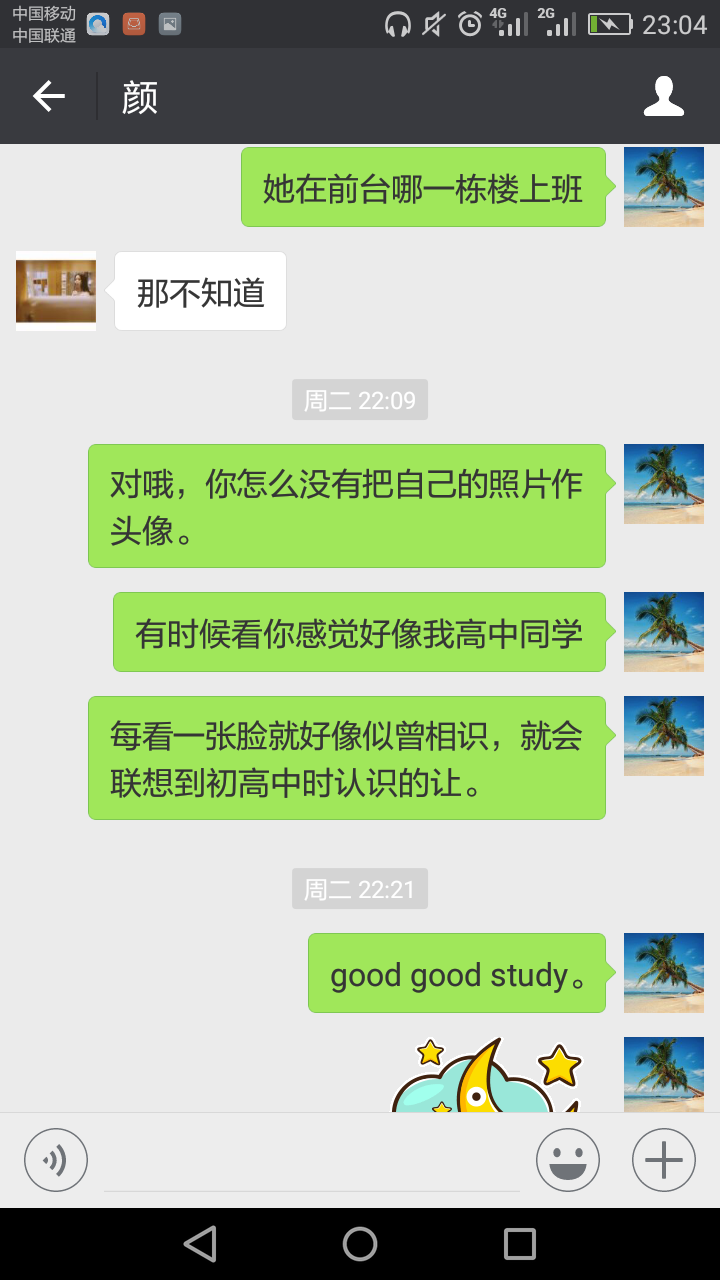 中国移动
中国联通
4G
2G
23:04
颜
她在前台哪一栋楼上班
那不知道
周二 22:09
对哦，你怎么没有把自己的照片作
头像。
有时候看你感觉好像我高中同学
每看一张脸就好像似曾相识，就会
联想到初高中时认识的让。
周二 22:21
good good study。